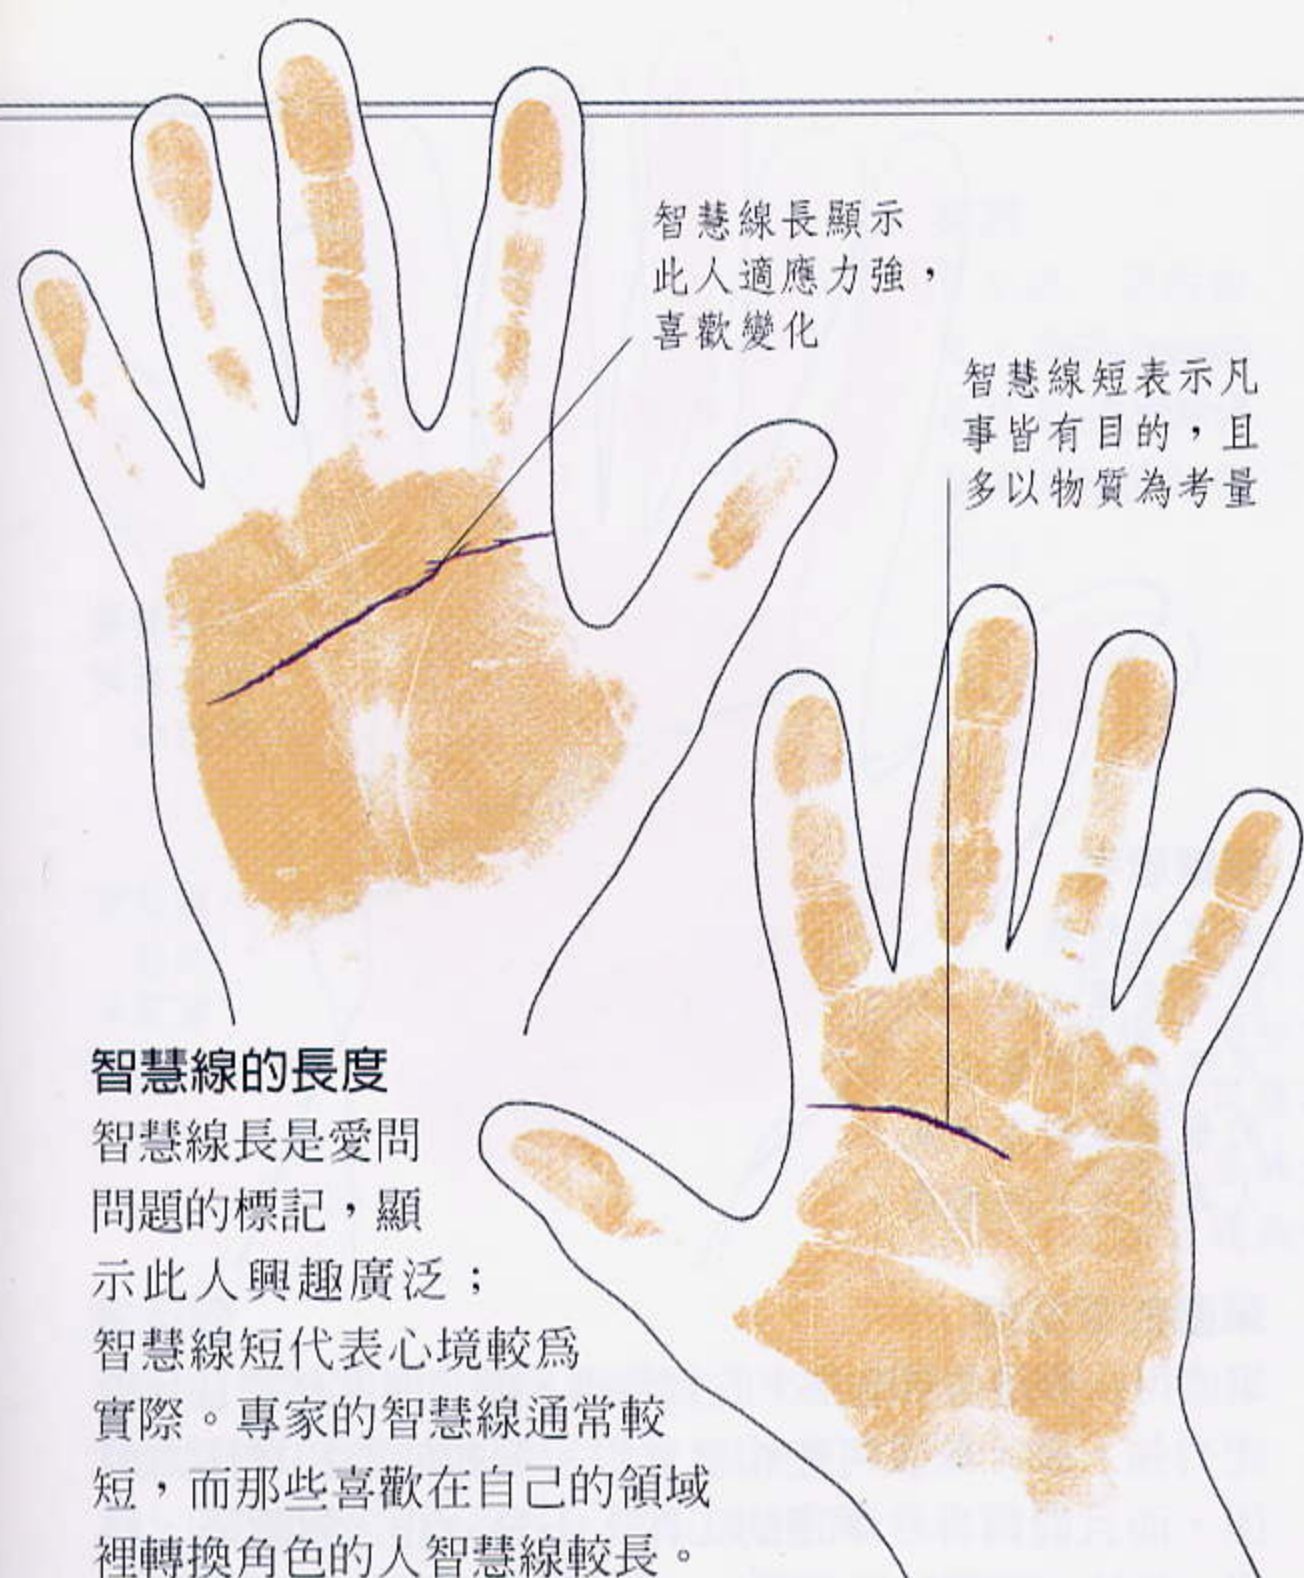 智慧線長顯示
此人適應力強，
喜歡變化
智慧線短表示凡
事皆有目的，且
多以物質為考量
智慧線的長度
智慧線長是愛問
問題的標記，顯
示此人興趣廣泛；
智慧線短代表心境較爲
實際。專家的智慧線通常較
短，而那些喜歡在自己的領域
裡轉換角色的人智慧線較長。